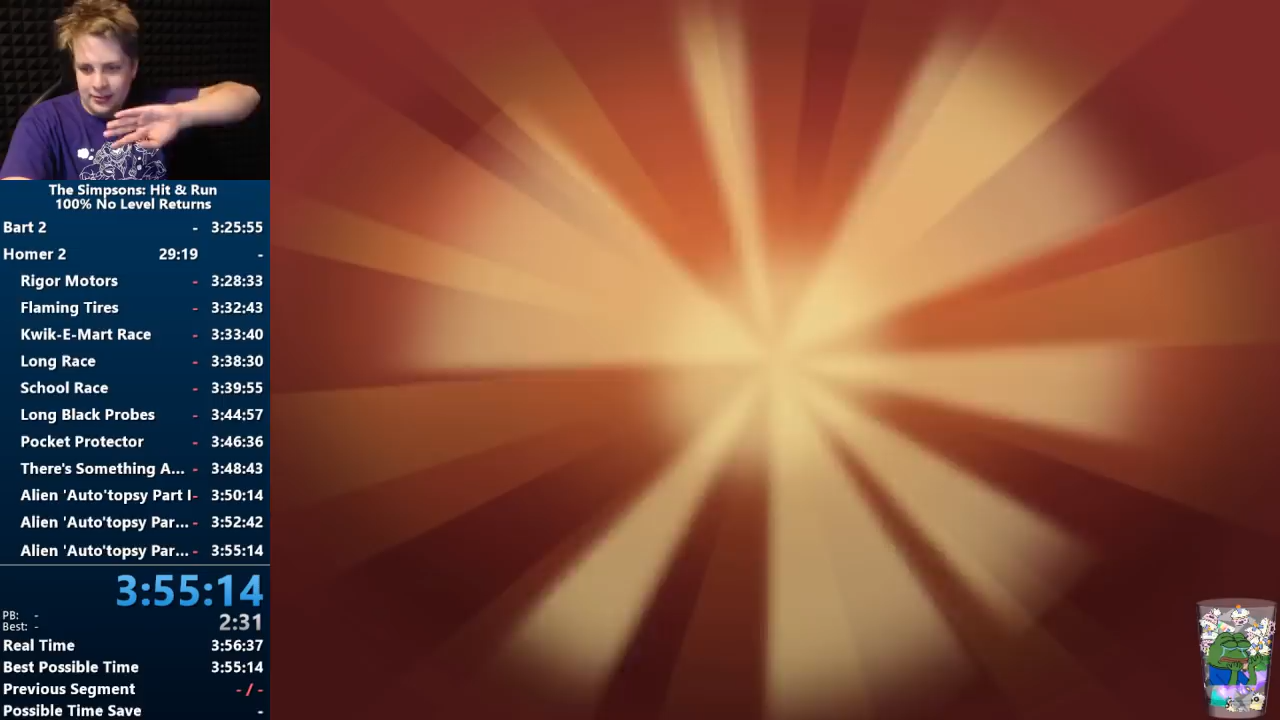 The Simpsons: Hit & Run
100% No Level Returns
Bart 2 - 3:25:55
Homer 2 29:19 -
Rigor Motors - 3:28:33
Flaming Tires - 3:32:43
Kwik-E-Mart Race - 3:33:40
Long Race - 3:38:30
School Race - 3:39:55
Long Black Probes - 3:44:57
Pocket Protector - 3:46:36
There's Something A... - 3:48:43
Alien 'Auto'topsy Part I - 3:50:14
Alien 'Auto'topsy Par... - 3:52:42
Alien 'Auto'topsy Par... - 3:55:14
3:55:14
PB: -
Best: - 2:31
Real Time 3:56:37
Best Possible Time 3:55:14
Previous Segment - / -
Possible Time Save -